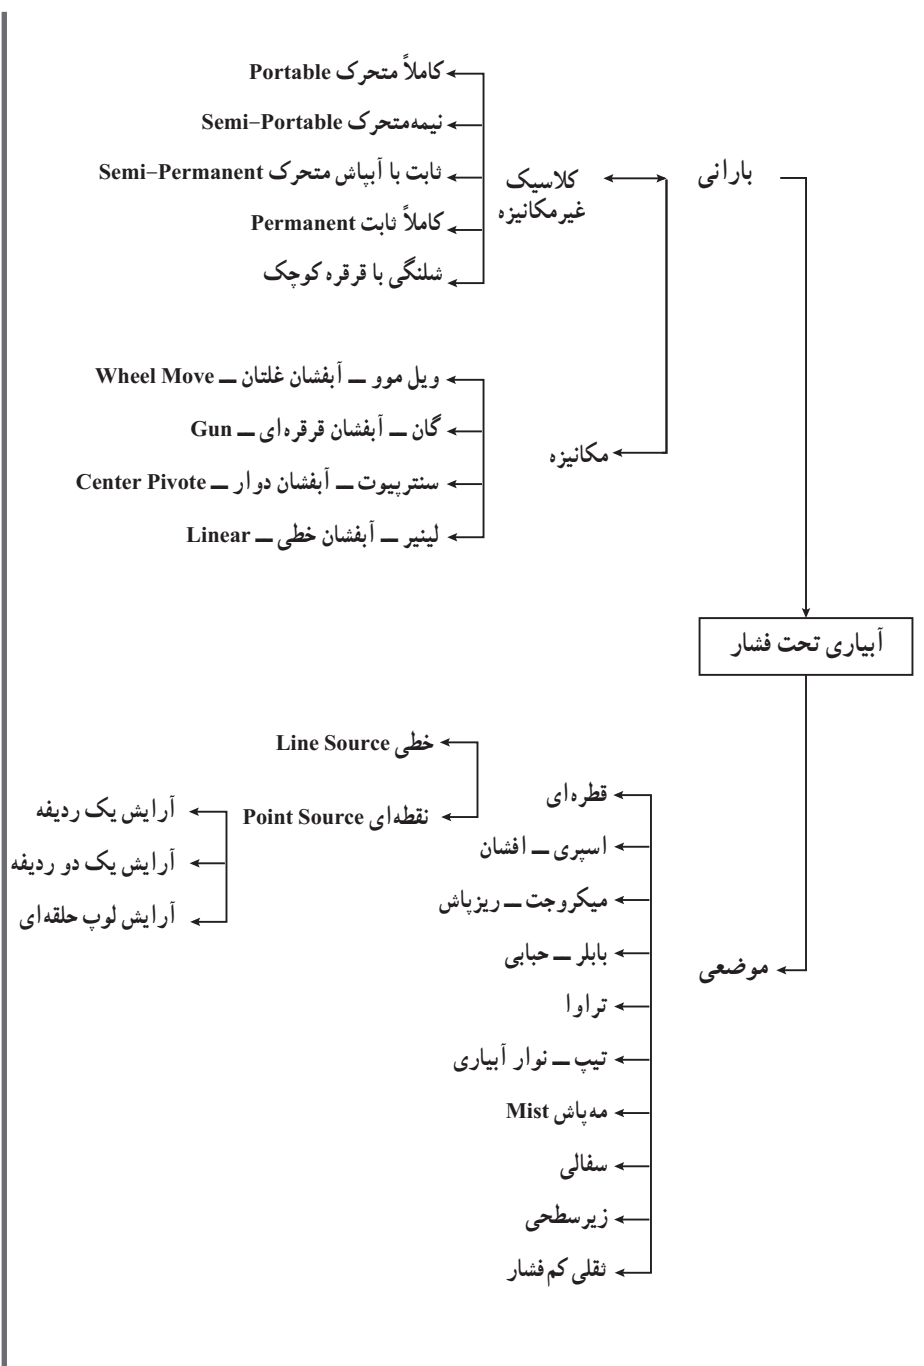 کاملاً متحرک Portable
نیمه‌متحرک Semi–Portable
ثابت با آبپاش متحرک Semi–Permanent
کاملاً ثابت Permanent
شلنگی با قرقره کوچک
بارانی
کلاسیک
غیرمکانیزه
ویل موو ــ آبفشان غلتان ــ Wheel Move
گان ــ آبفشان قرقره‌ای ــ Gun
سنترپیوت ــ آبفشان دوار ــ Center Pivote
لینیر ــ آبفشان خطی ــ Linear
مکانیزه
آبیاری تحت فشار
خطی Line Source
نقطه‌ای Point Source
آرایش یک ردیفه
آرایش یک دو ردیفه
آرایش لوپ حلقه‌ای
قطره‌ای
اسپری ــ افشان
میکروجت ــ ریزپاش
بابلر ــ حبابی
موضعی
تراوا
تیپ ــ نوار آبیاری
مه‌پاش Mist
سفالی
زیرسطحی
ثقلی کم‌فشار